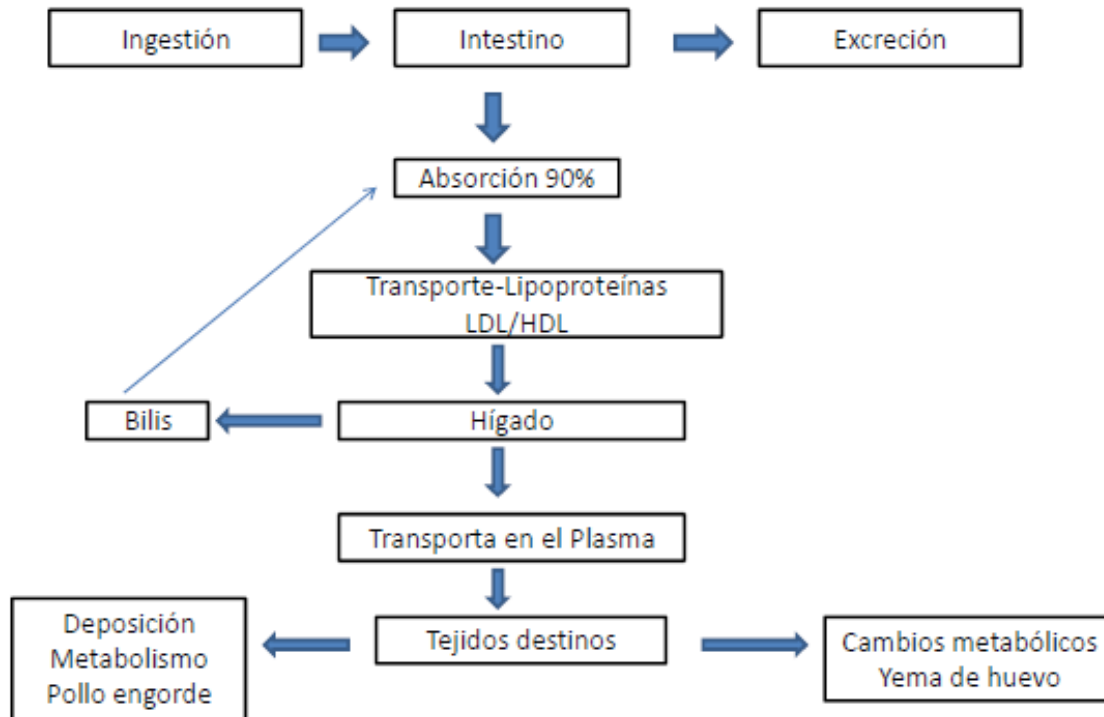 Ingestión
Intestino
Excreción
Absorción 90%
Transporte-Lipoproteínas
LDL/HDL
Bilis
Hígado
Transporta en el Plasma
Deposición
Metabolismo
Pollo engorde
Tejidos destinos
Cambios metabólicos
Yema de huevo